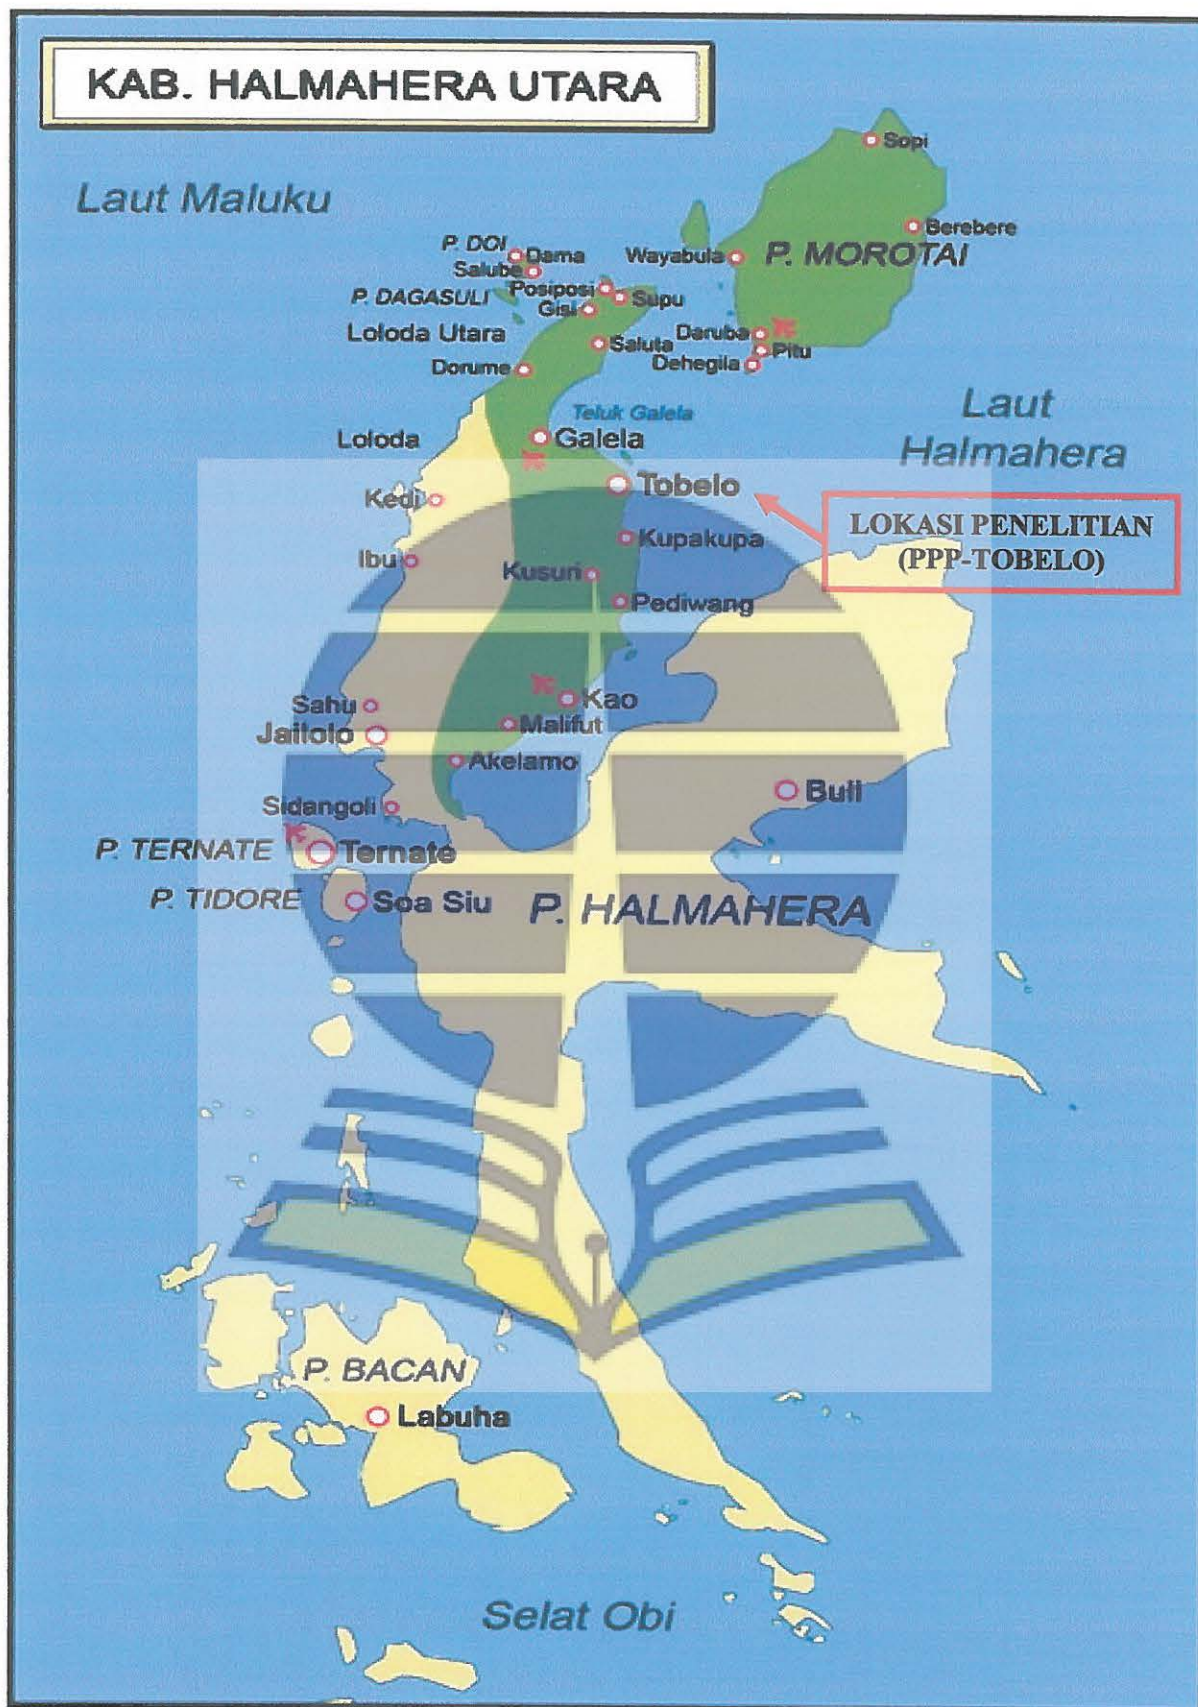 KAB. HALMAHERA UTARA
Sopi
Laut Maluku
Berebere
P. DOI
Dama
Wayabula
P. MOROTAI
Salube
Posiposi
P. DAGASULI
Supu
Gisi
Loloda Utara
Daruba
Saluta
Pitu
Dehegila
Dorume
Teluk Galela
Laut
Halmahera
Loloda
Galela
Tobelo
Kedi
LOKASI PENELITIAN
(PPP-TOBELO)
Kupakupa
Ibu
Kusuri
Pediwang
Kao
Sahu
Malifut
Jailolo
Akelamo
Buli
Sidangoli
P. TERNATE
Ternate
P. TIDORE
Soa Siu
P. HALMAHERA
P. BACAN
Labuha
Selat Obi